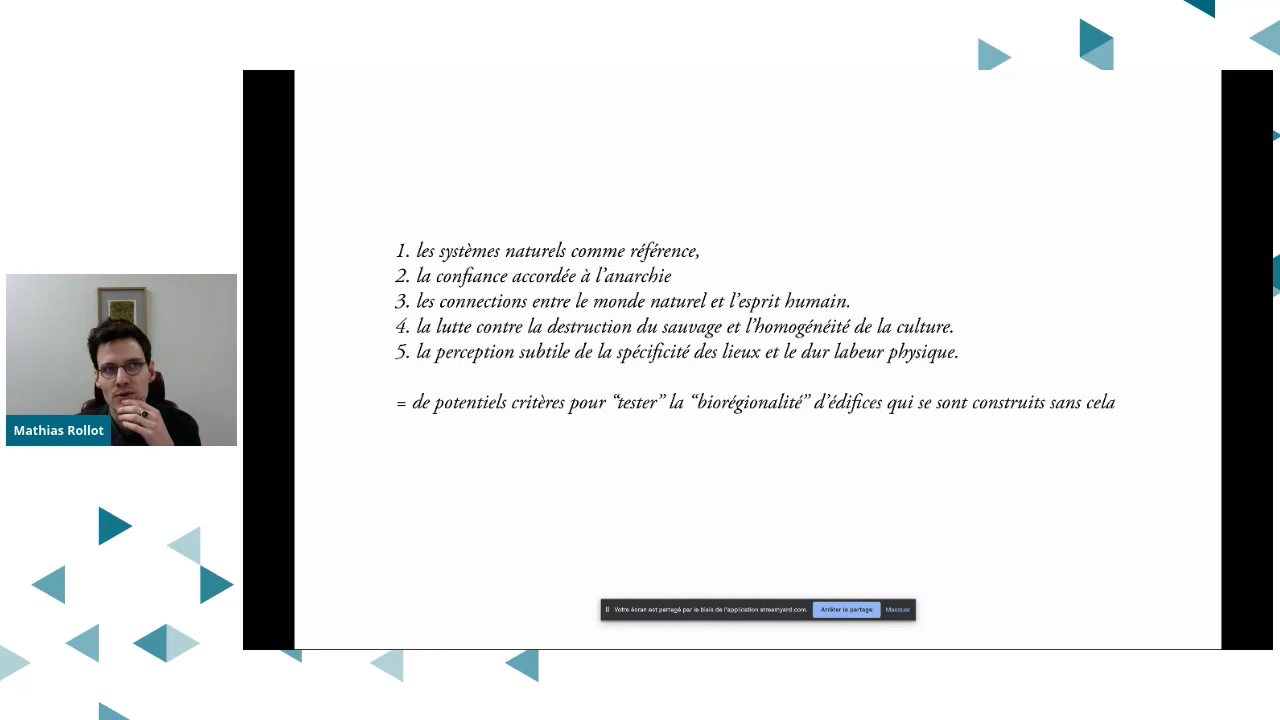 1. les systèmes naturels comme référence,
2. la confiance accordée à l’anarchie
3. les connections entre le monde naturel et l’esprit humain.
4. la lutte contre la destruction du sauvage et l’homogénéité de la culture.
5. la perception subtile de la spécificité des lieux et le dur labeur physique.
= de potentiels critères pour “tester” la “biorégionalité” d’édifices qui se sont construits sans cela
Mathias Rollot
Votre écran est partagé par le biais de l'application streamyard.com. Arrêter le partage Masquer